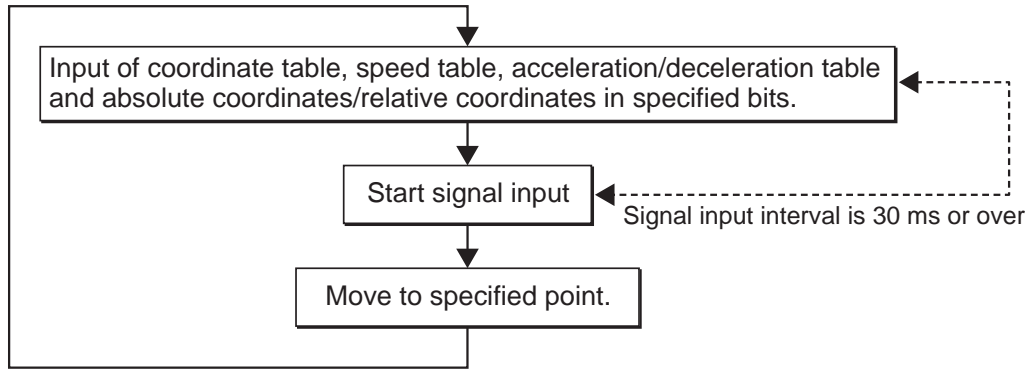 Input of coordinate table, speed table, acceleration/deceleration table
and absolute coordinates/relative coordinates in specified bits.
Start signal input
Signal input interval is 30 ms or over
Move to specified point.